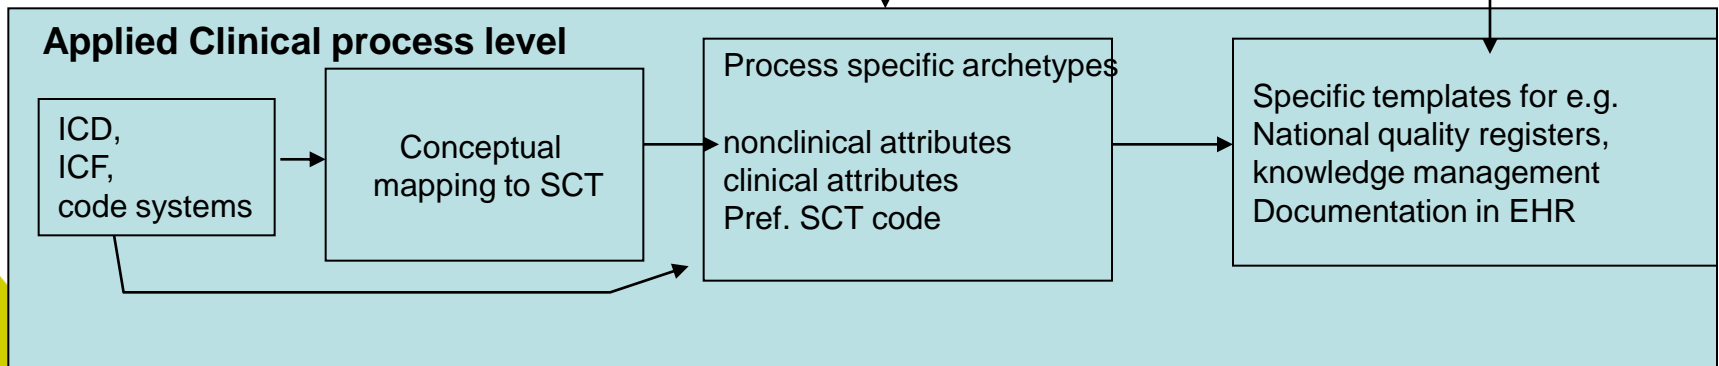 Applied Clinical process level
ICD,
ICF,
code systems
Conceptual
mapping to SCT
Process specific archetypes
nonclinical attributes
clinical attributes
Pref. SCT code
Specific templates for e.g.
National quality registers,
knowledge management
Documentation in EHR